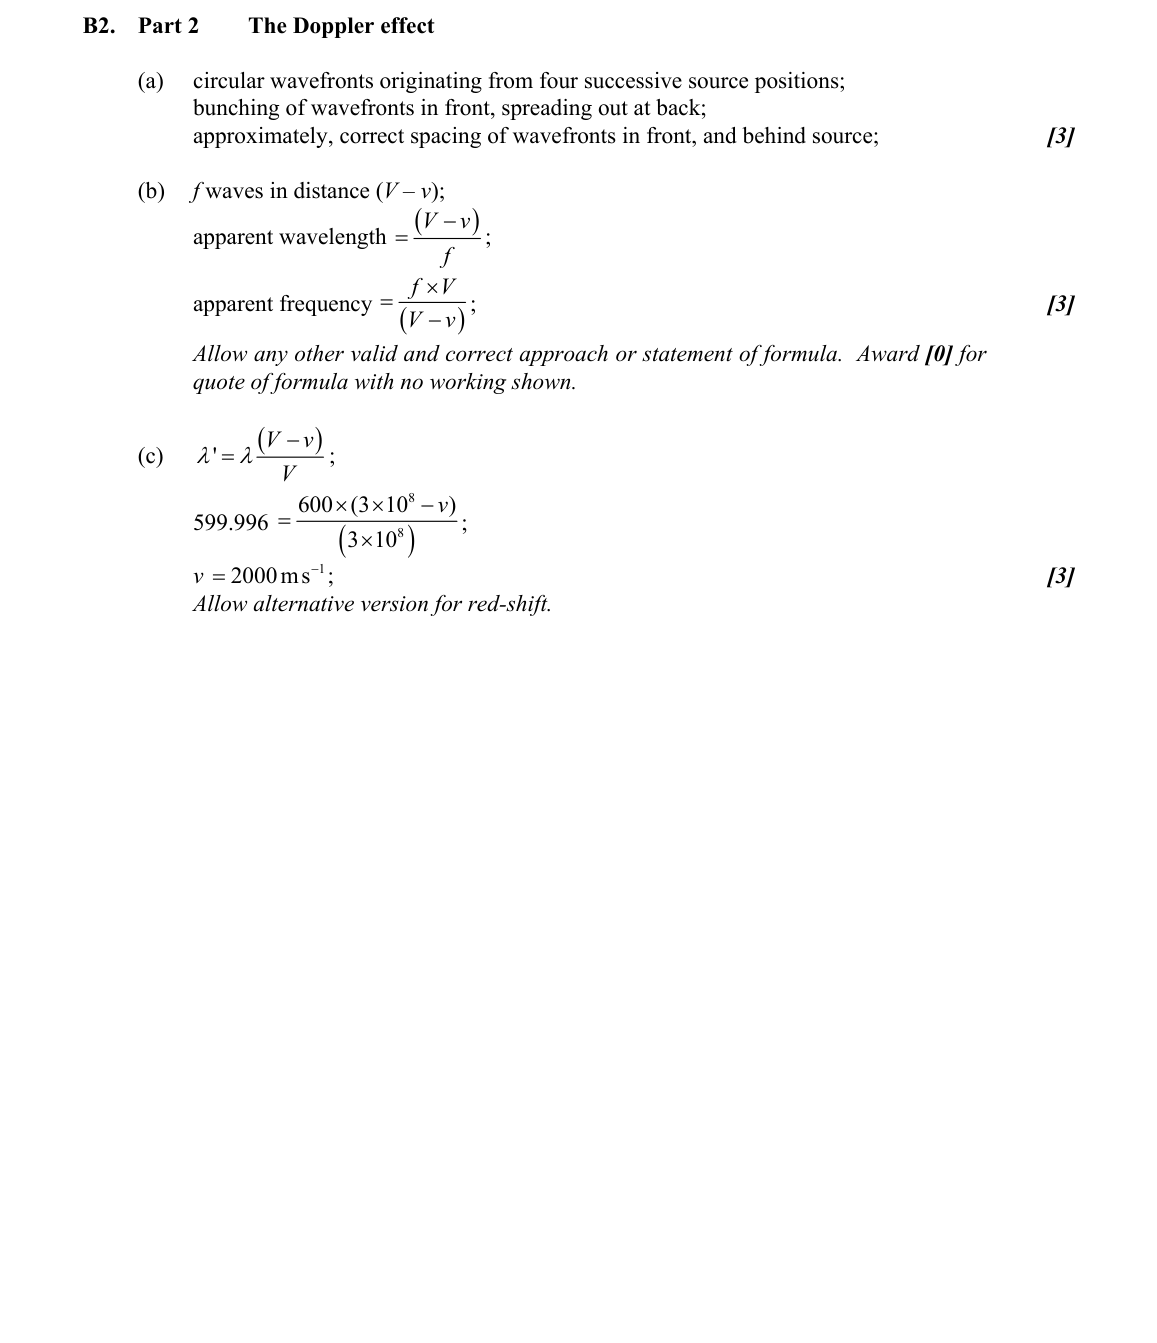 B2. Part 2 The Doppler effect
(a) circular wavefronts originating from four successive source positions;
bunching of wavefronts in front, spreading out at back;
approximately, correct spacing of wavefronts in front, and behind source; [3]
(b) f waves in distance (V – v);
apparent wavelength = (V – v) / f ;
apparent frequency = f × V / (V – v) ; [3]
Allow any other valid and correct approach or statement of formula. Award [0] for
quote of formula with no working shown.
(c) λ' = λ (V – v) / V ;
599.996 = 600×(3×10⁸ – v) / (3×10⁸) ;
v = 2000 m s⁻¹; [3]
Allow alternative version for red-shift.